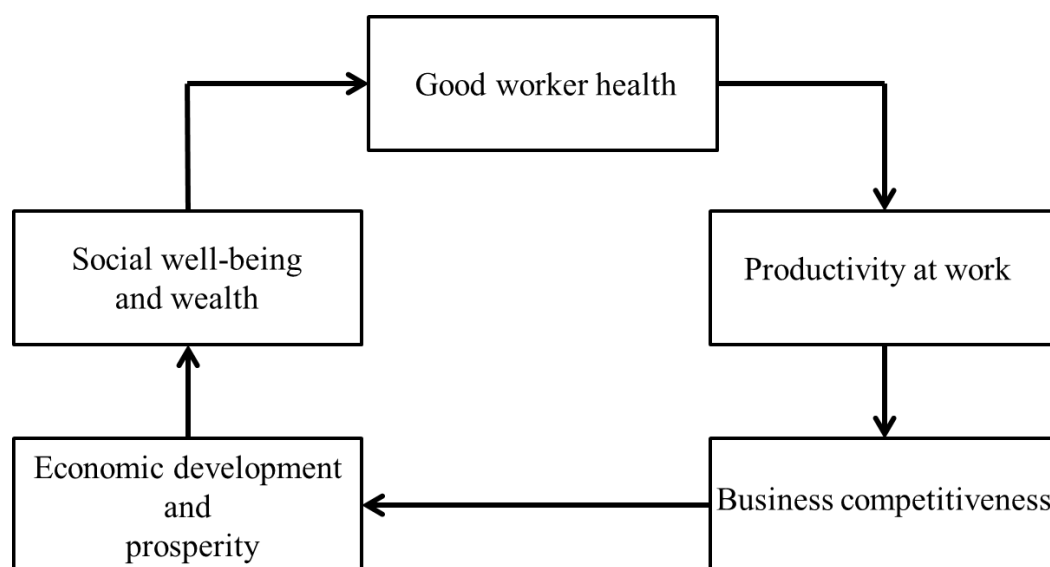 Good worker health
Social well-being
and wealth
Productivity at work
Economic development
and
prosperity
Business competitiveness